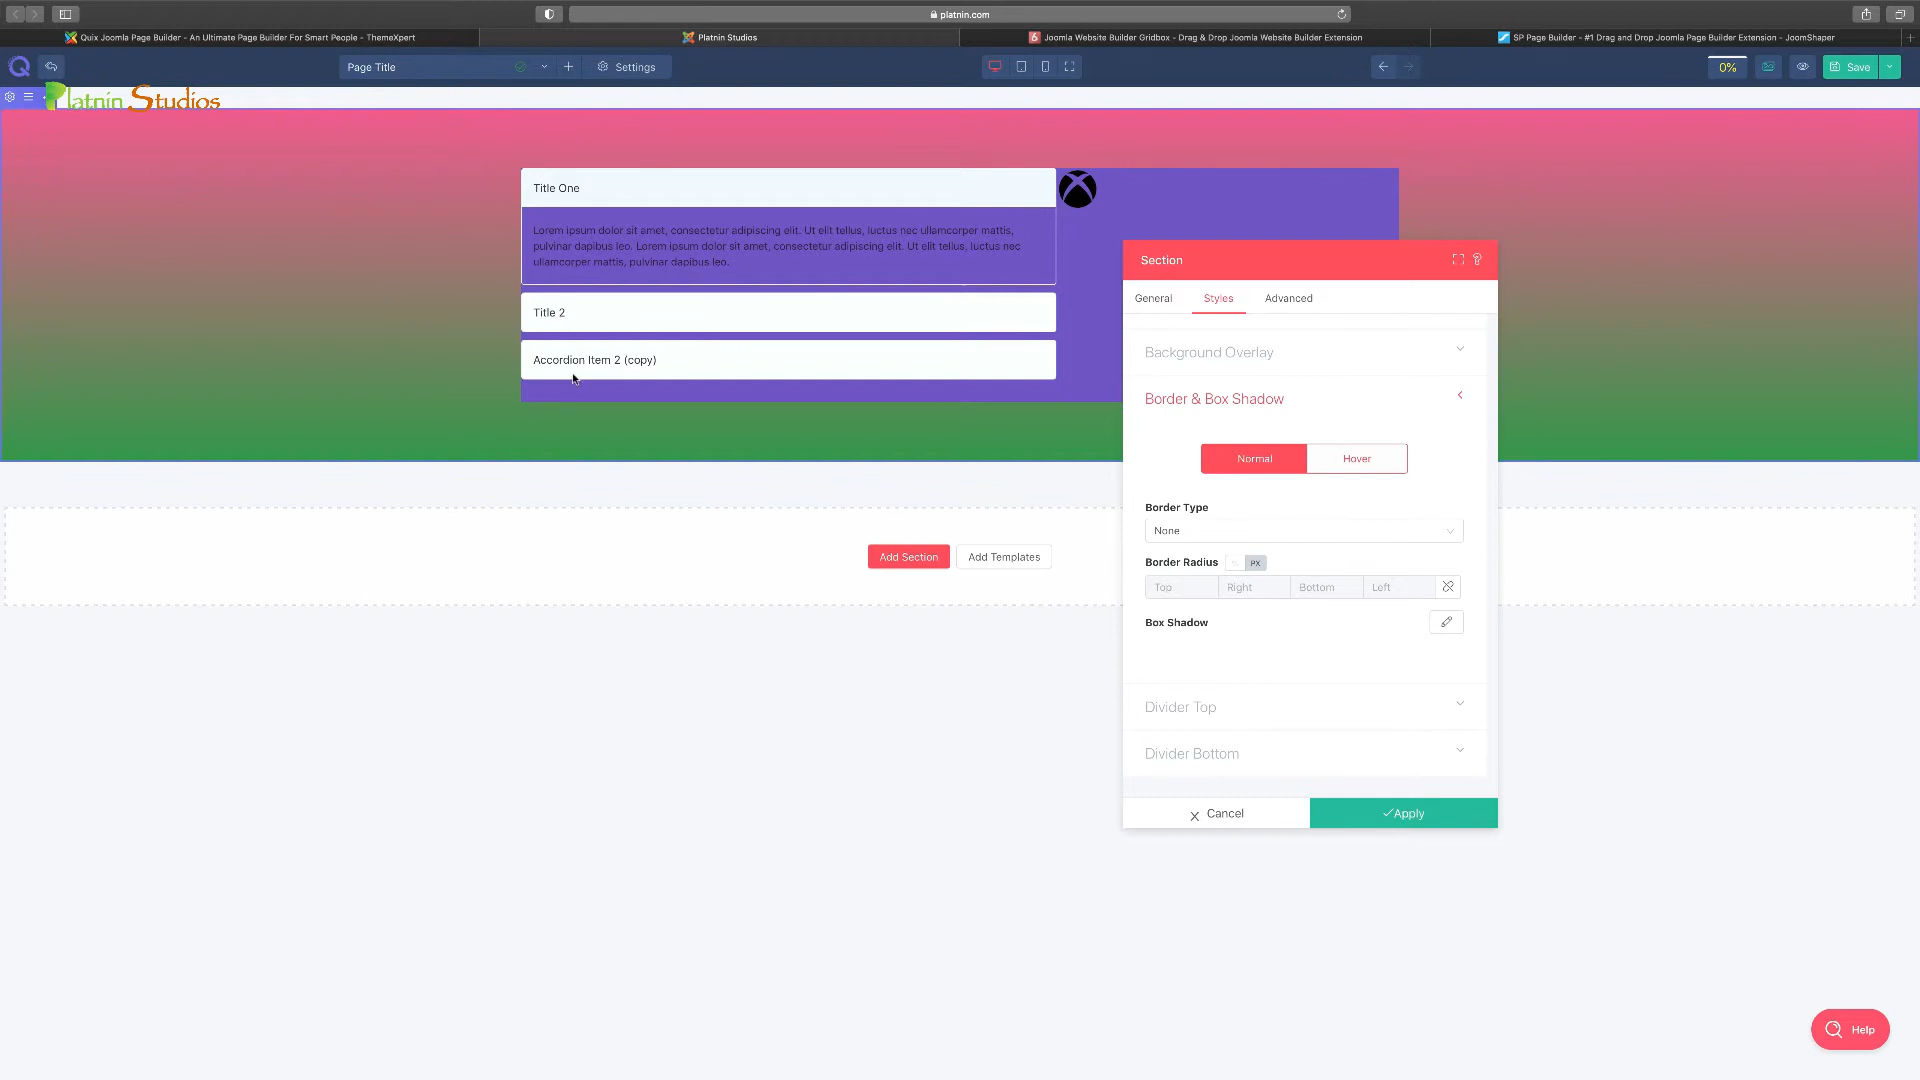 platnin.com
Quix Joomla Page Builder - An Ultimate Page Builder For Smart People - ThemeXpert
Platnin Studios
Joomla Website Builder Gridbox - Drag & Drop Joomla Website Builder Extension
SP Page Builder - #1 Drag and Drop Joomla Page Builder Extension - JoomShaper
Page Title
Settings
0%
Save
Platnin Studios
Title One
Lorem ipsum dolor sit amet, consectetur adipiscing elit. Ut elit tellus, luctus nec ullamcorper mattis,
pulvinar dapibus leo. Lorem ipsum dolor sit amet, consectetur adipiscing elit. Ut elit tellus, luctus nec
ullamcorper mattis, pulvinar dapibus leo.
Title 2
Accordion Item 2 (copy)
Section
General
Styles
Advanced
Background Overlay
Border & Box Shadow
Normal
Hover
Border Type
None
Border Radius
% PX
Top
Right
Bottom
Left
Box Shadow
Divider Top
Divider Bottom
Cancel
Apply
Add Section
Add Templates
Help